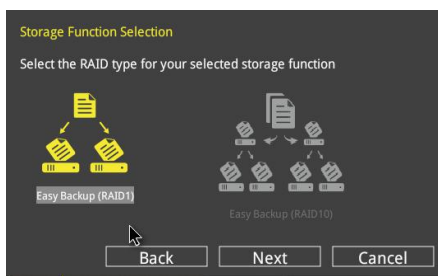 Storage Function Selection
Select the RAID type for your selected storage function
Easy Backup (RAID1)
Easy Backup (RAID10)
Back
Next
Cancel